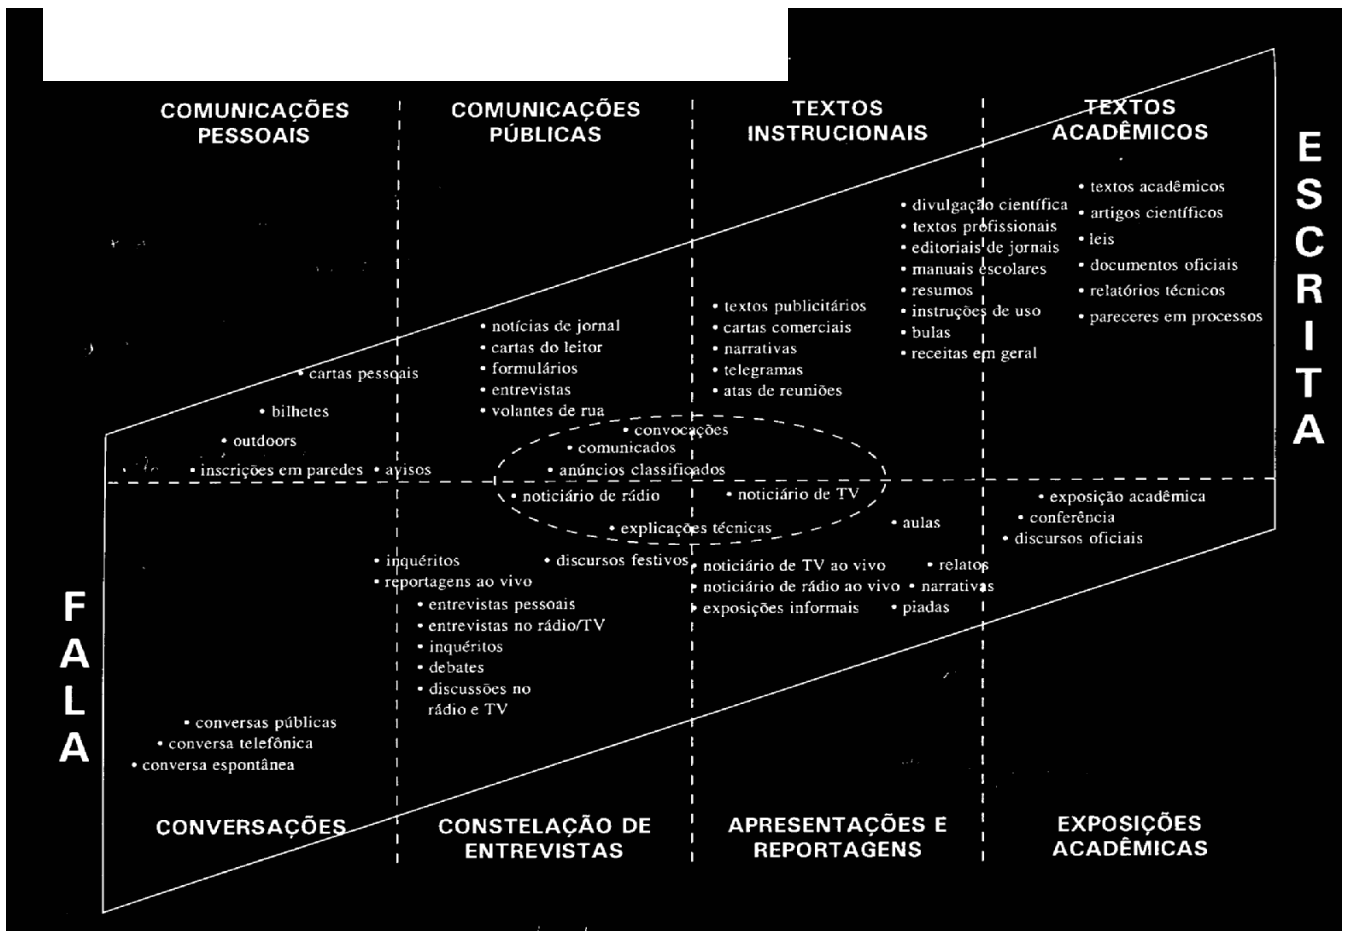 COMUNICAÇÕES
PESSOAIS
COMUNICAÇÕES
PÚBLICAS
TEXTOS
INSTRUCIONAIS
TEXTOS
ACADÊMICOS
ESCRITA
• textos acadêmicos
• artigos científicos
• leis
• documentos oficiais
• relatórios técnicos
• pareceres em processos
• divulgação científica
• textos profissionais
• editoriais de jornais
• manuais escolares
• resumos
• instruções de uso
• bulas
• receitas em geral
• textos publicitários
• cartas comerciais
• narrativas
• telegramas
• atas de reuniões
• notícias de jornal
• cartas do leitor
• formulários
• entrevistas
• volantes de rua
• cartas pessoais
• bilhetes
• outdoors
• inscrições em paredes • avisos
• convocações
• comunicados
• anúncios classificados
• noticiário de rádio
• noticiário de TV
• explicações técnicas
• exposição acadêmica
• conferência
• discursos oficiais
• aulas
• inquéritos
• reportagens ao vivo
• discursos festivos
• noticiário de TV ao vivo • relatos
• noticiário de rádio ao vivo • narrativas
• exposições informais • piadas
• entrevistas pessoais
• entrevistas no rádio/TV
• inquéritos
• debates
• discussões no
rádio e TV
FALA
• conversas públicas
• conversa telefônica
• conversa espontânea
CONVERSAÇÕES
CONSTELAÇÃO DE
ENTREVISTAS
APRESENTAÇÕES E
REPORTAGENS
EXPOSIÇÕES
ACADÊMICAS